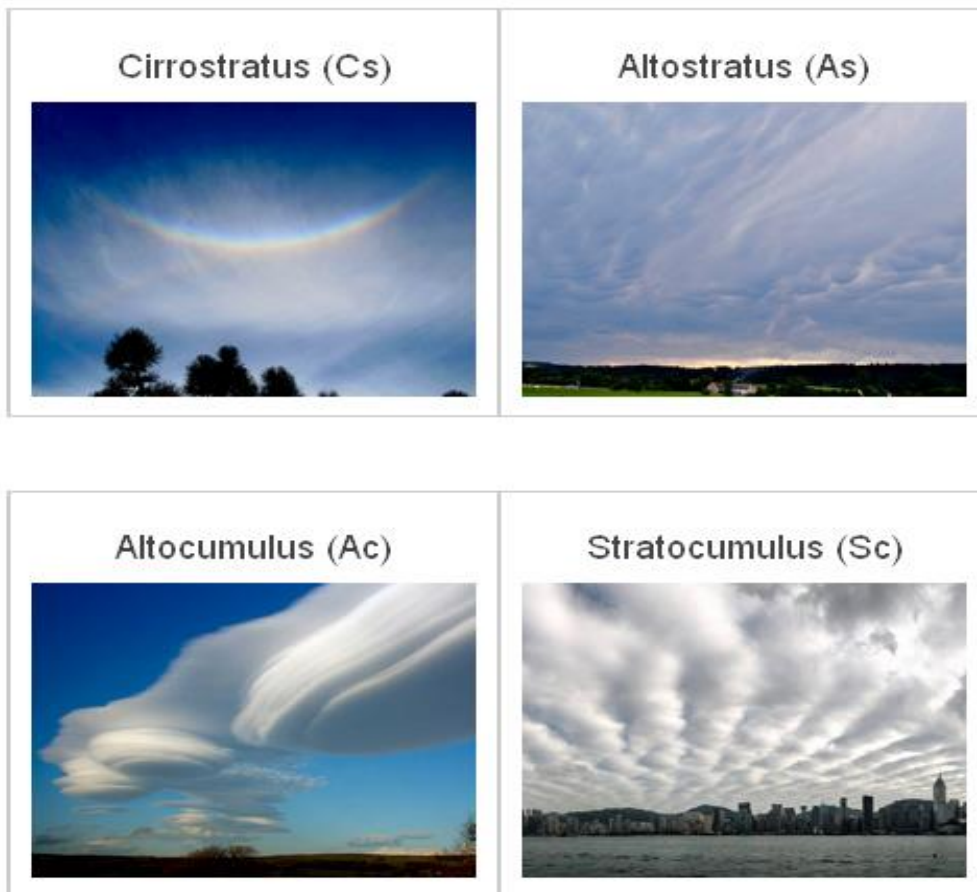 Cirrostratus (Cs)
Altostratus (As)
Altocumulus (Ac)
Stratocumulus (Sc)